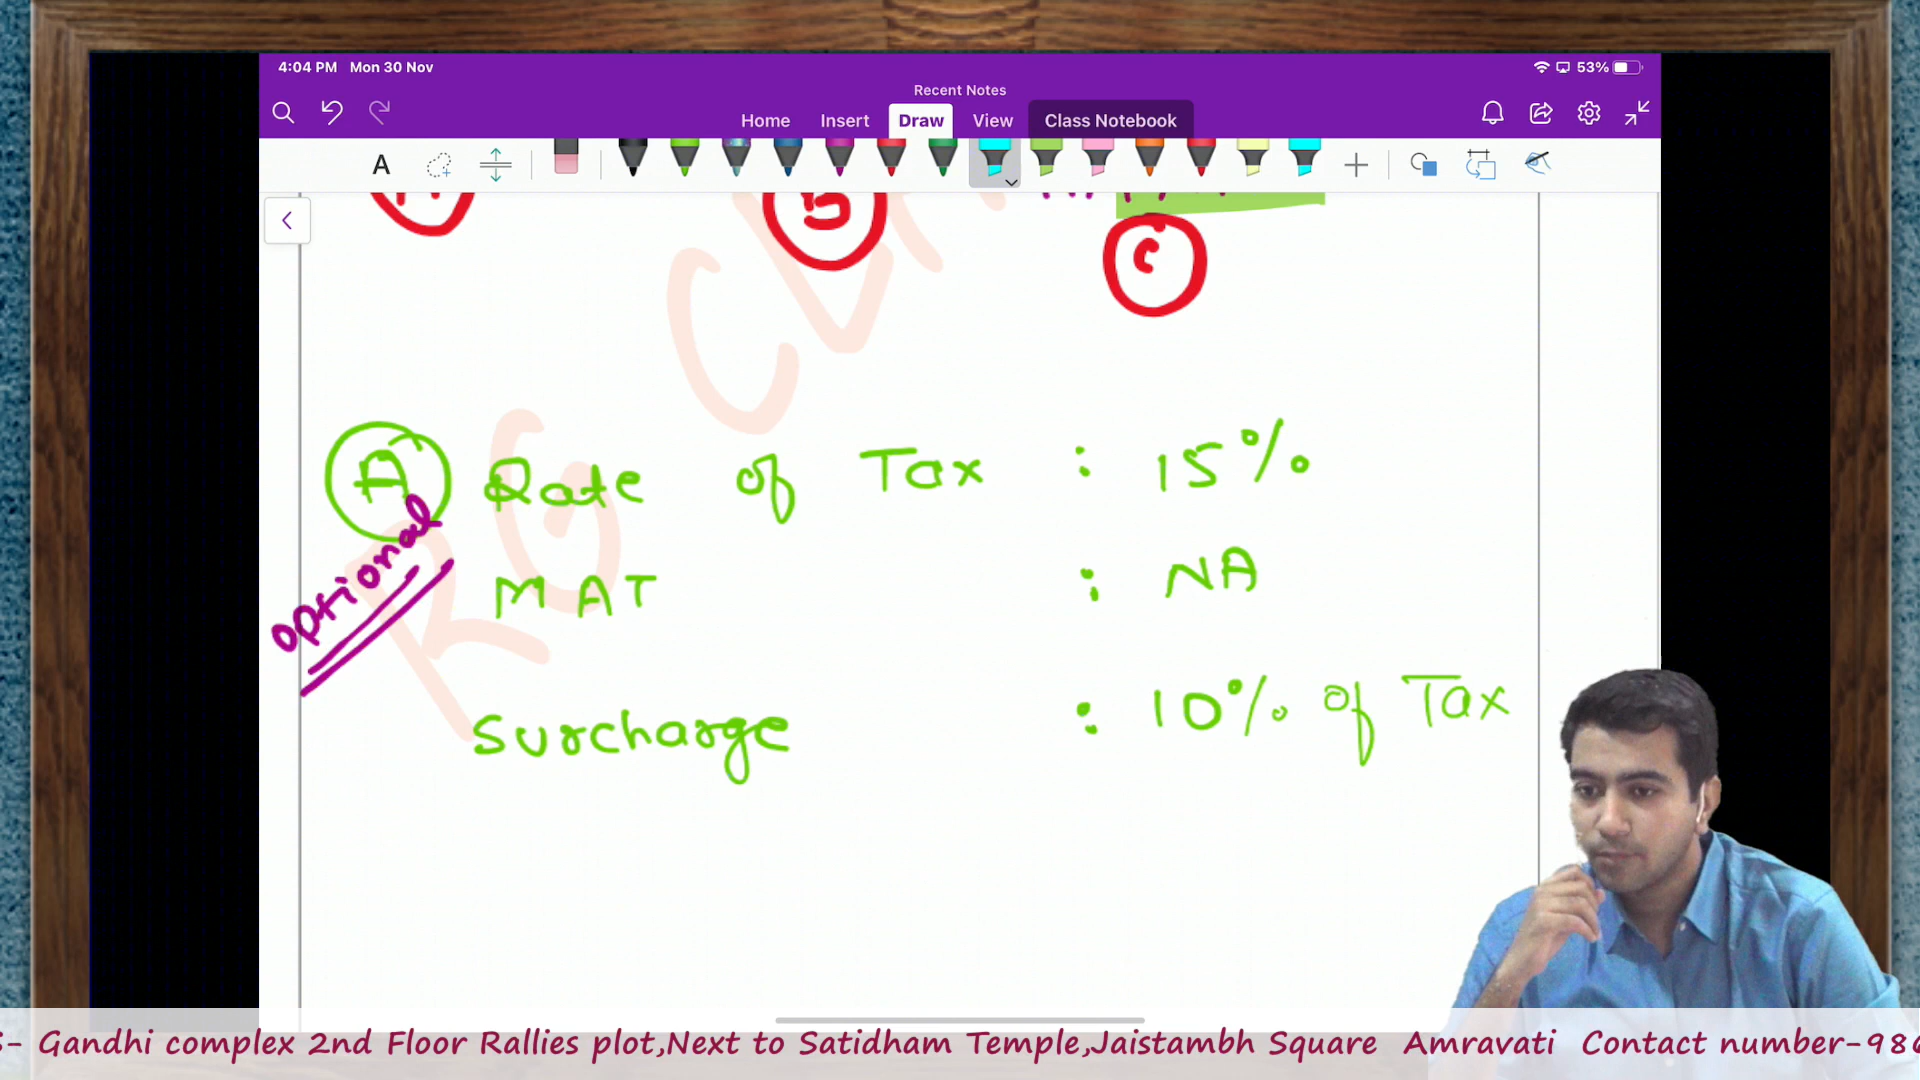 4:04 PM Mon 30 Nov
53%
Recent Notes
Home Insert Draw View Class Notebook
A
B
C
A Rate of Tax : 15%
optional
MAT : NA
Surcharge : 10% of Tax
RG CLA
Gandhi complex 2nd Floor Rallies plot,Next to Satidham Temple,Jaistambh Square Amravati Contact number-98